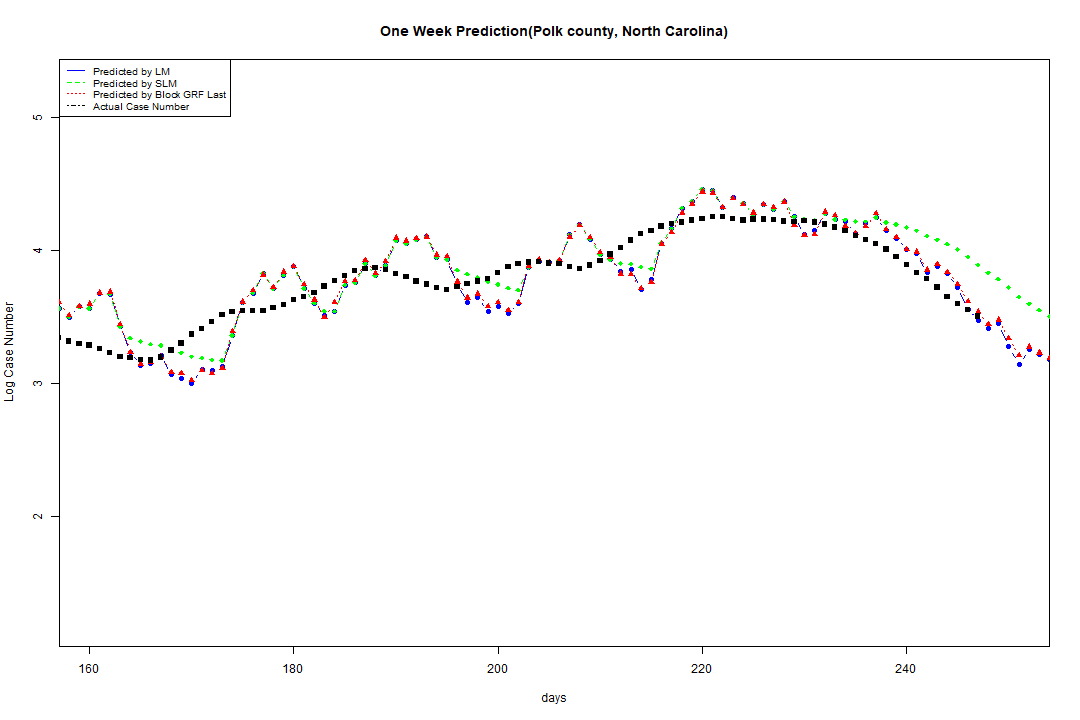 One Week Prediction(Polk county, North Carolina)
Predicted by LM
Predicted by SLM
Predicted by Block GRF Last
Actual Case Number
5
4
3
2
Log Case Number
160 180 200 220 240
days